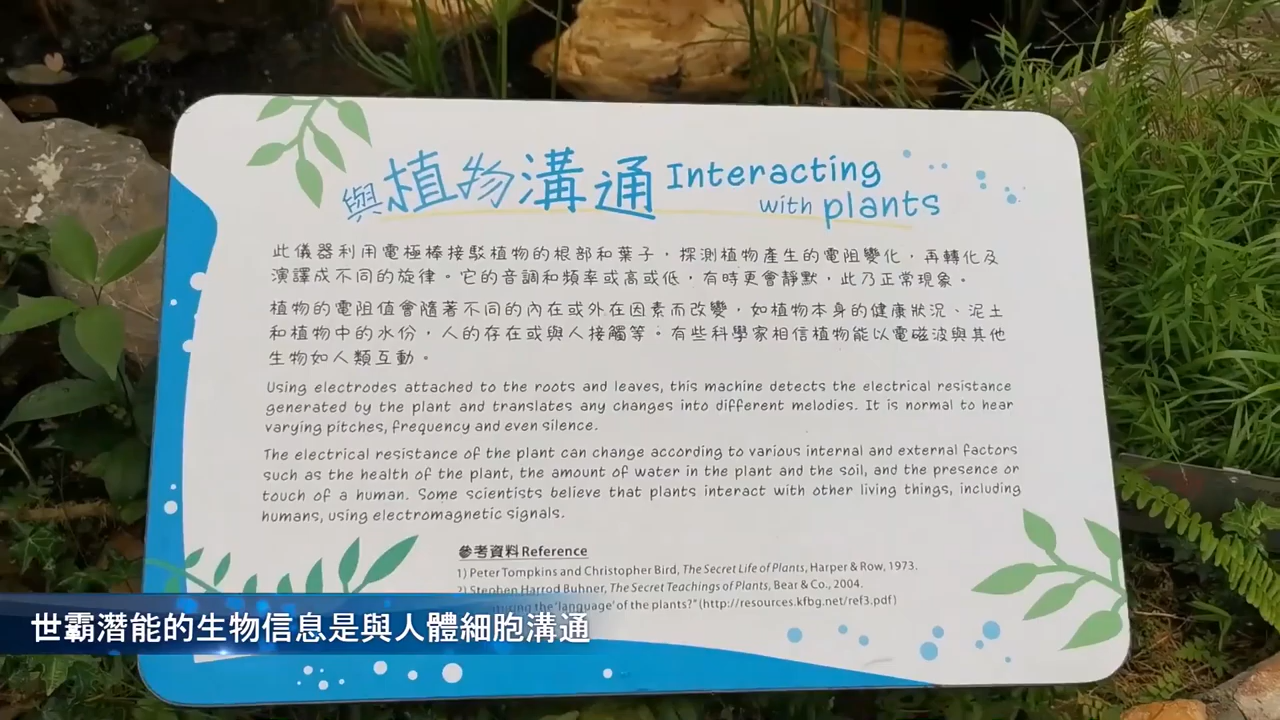 與植物溝通 Interacting
with plants
此儀器利用電極棒接駁植物的根部和葉子，探測植物產生的電阻變化，再轉化及
演譯成不同的旋律。它的音調和頻率或高或低，有時更會靜默，此乃正常現象。
植物的電阻值會隨著不同的內在或外在因素而改變，如植物本身的健康狀況、泥土
和植物中的水份，人的存在或與人接觸等。有些科學家相信植物能以電磁波與其他
生物如人類互動。
Using electrodes attached to the roots and leaves, this machine detects the electrical resistance
generated by the plant and translates any changes into different melodies. It is normal to hear
varying pitches, frequency and even silence.
The electrical resistance of the plant can change according to various internal and external factors
such as the health of the plant, the amount of water in the plant and the soil, and the presence or
touch of a human. Some scientists believe that plants interact with other living things, including
humans, using electromagnetic signals.
參考資料 Reference
1) Peter Tompkins and Christopher Bird, The Secret Life of Plants, Harper & Row, 1973.
2) Stephen Harrod Buhner, The Secret Teachings of Plants, Bear & Co., 2004.
the 'language' of the plants?" (http://resources.kfbg.net/ref3.pdf)
世霸潛能的生物信息是與人體細胞溝通